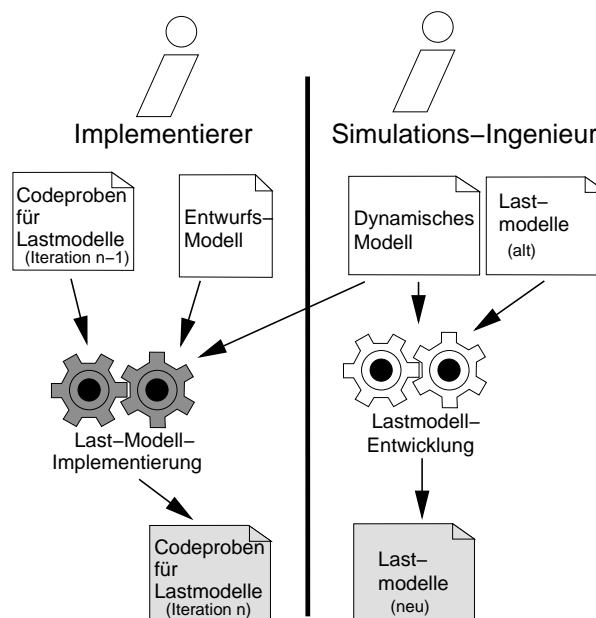 Implementierer
Simulations–Ingenieur
Codeproben
für
Lastmodelle
(Iteration n–1)
Entwurfs–
Modell
Dynamisches
Modell
Last–
modelle
(alt)
Last–Modell–
Implementierung
Lastmodell–
Entwicklung
Codeproben
für
Lastmodelle
(Iteration n)
Last–
modelle
(neu)